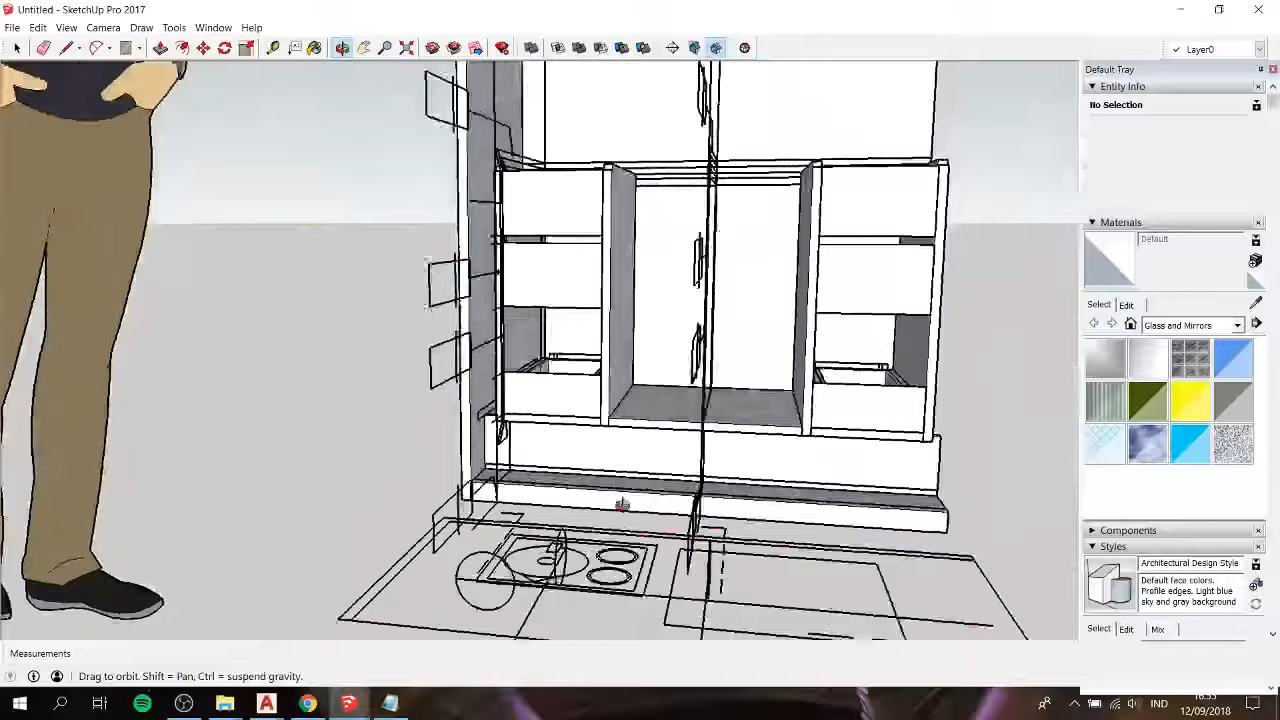 Untitled - SketchUp Pro 2017
File Edit View Camera Draw Tools Window Help
Layer0
Default Tray
Entity Info
No Selection
Materials
Default
Select Edit
Glass and Mirrors
Components
Styles
Architectural Design Style
Default face colors.
Profile edges. Light blue
sky and gray background
Select Edit Mix
Measurements
Drag to orbit. Shift = Pan, Ctrl = suspend gravity.
IND
16.55
12/09/2018